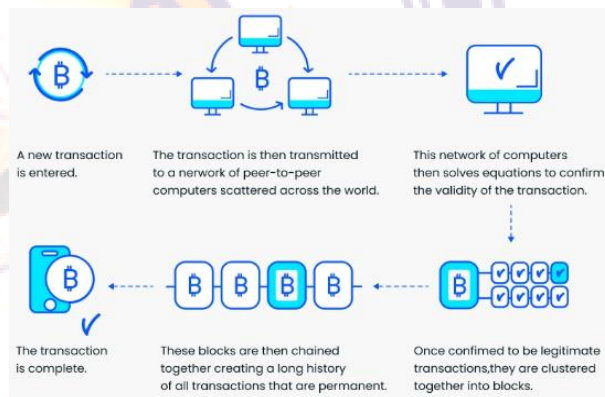 A new transaction
is entered.
The transaction is then transmitted
to a nerwork of peer-to-peer
computers scattered across the world.
This network of computers
then solves equations to confirm
the validity of the transaction.
Once confimed to be legitimate
transactions,they are clustered
together into blocks.
These blocks are then chained
together creating a long history
of all transactions that are permanent.
The transaction
is complete.